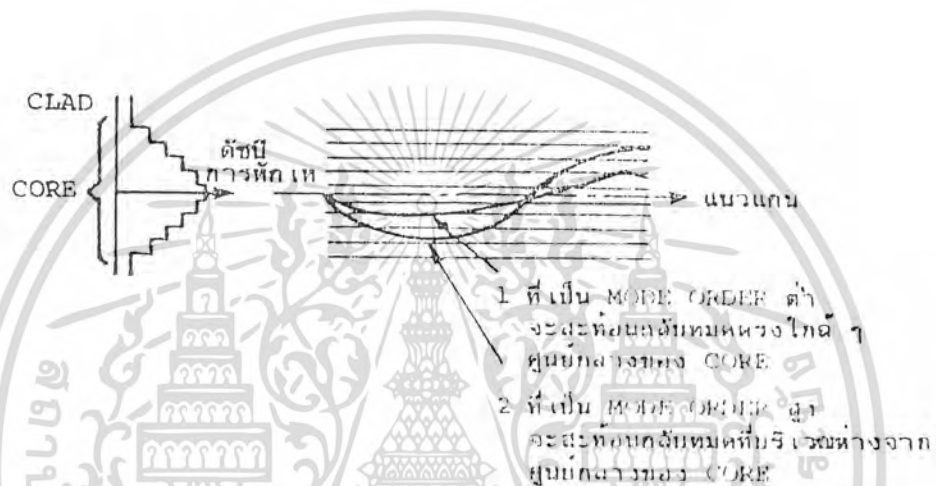 CLAD
ดัชนี
การหักเห
CORE
แนวแกน
1 ที่เป็น MODE ORDER ต่ำ
จะสะท้อนกลับหมดตรงใกล้ ๆ
ศูนย์กลางของ CORE
2 ที่เป็น MODE ORDER สูง
จะสะท้อนกลับหมดที่บริเวณห่างจาก
ศูนย์กลางของ CORE